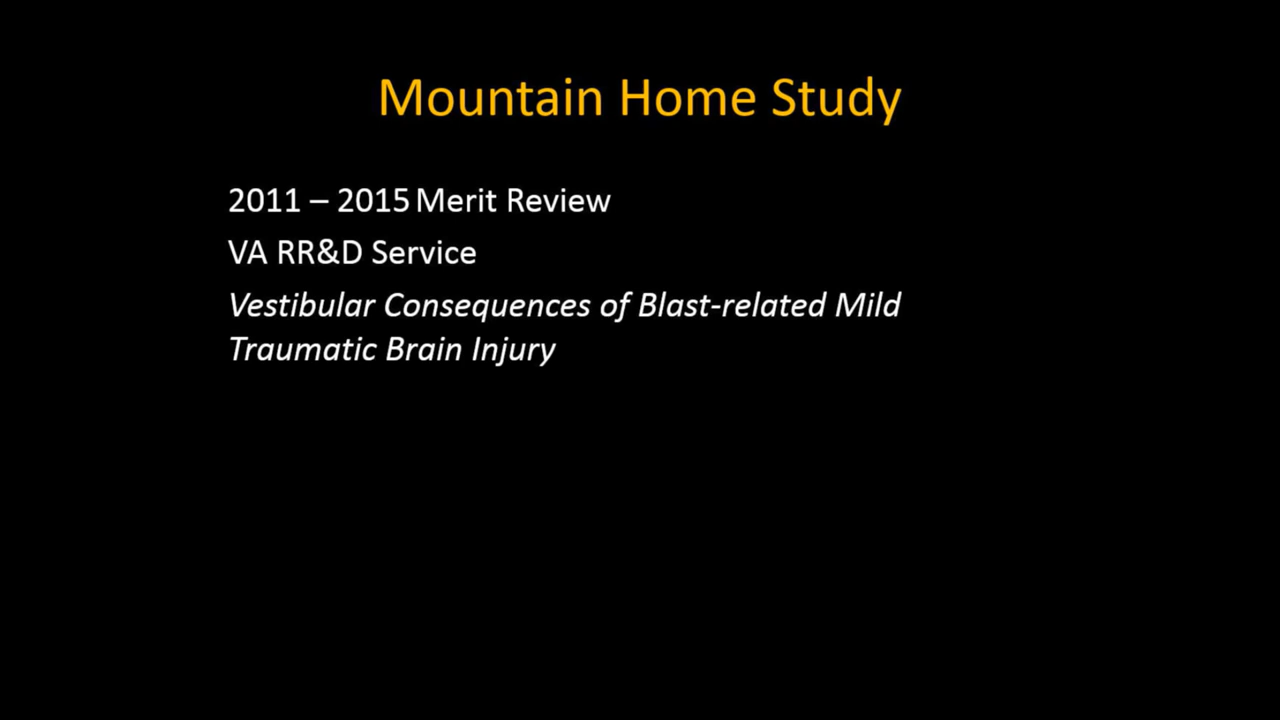 Mountain Home Study
2011 – 2015 Merit Review
VA RR&D Service
Vestibular Consequences of Blast-related Mild
Traumatic Brain Injury